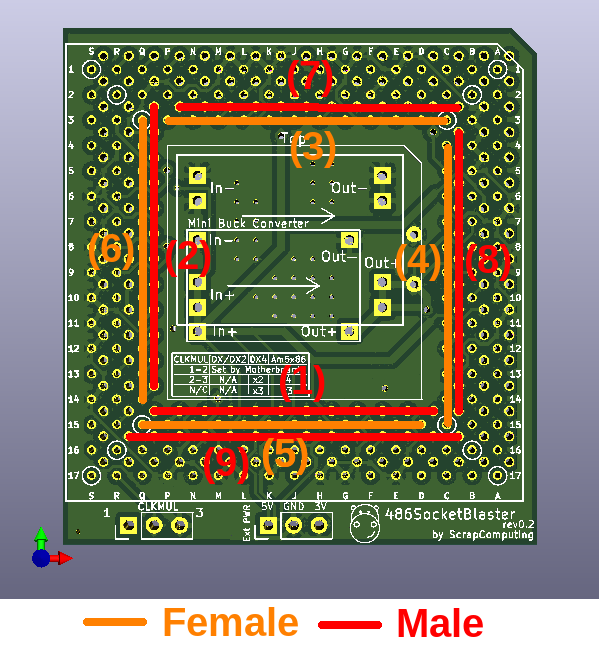 S R Q P N M L K J H G F E D C B A
1 (7) 1
2 2
3 3
Top
(3)
4 4
5 5
In- Out-
6 6
7 7
Mini Buck Converter
8 (6) (2) In- (4) (8) 8
Out- Out+
9 9
10 In+ 10
11 In+ Out+ 11
12 12
CLKMUL DX/DX2 DX4 Am5x86
1-2 Set by
2-3 N/A x2 4
N/C N/A x3 3
(1)
13 13
14 14
15 15
16 (9) (5) 16
17 17
S R Q P N M L K J H G F E D C B A
CLKMUL
1 3
Ext PWR
5V GND 3V
486SocketBlaster
rev0.2
by ScrapComputing
Female Male